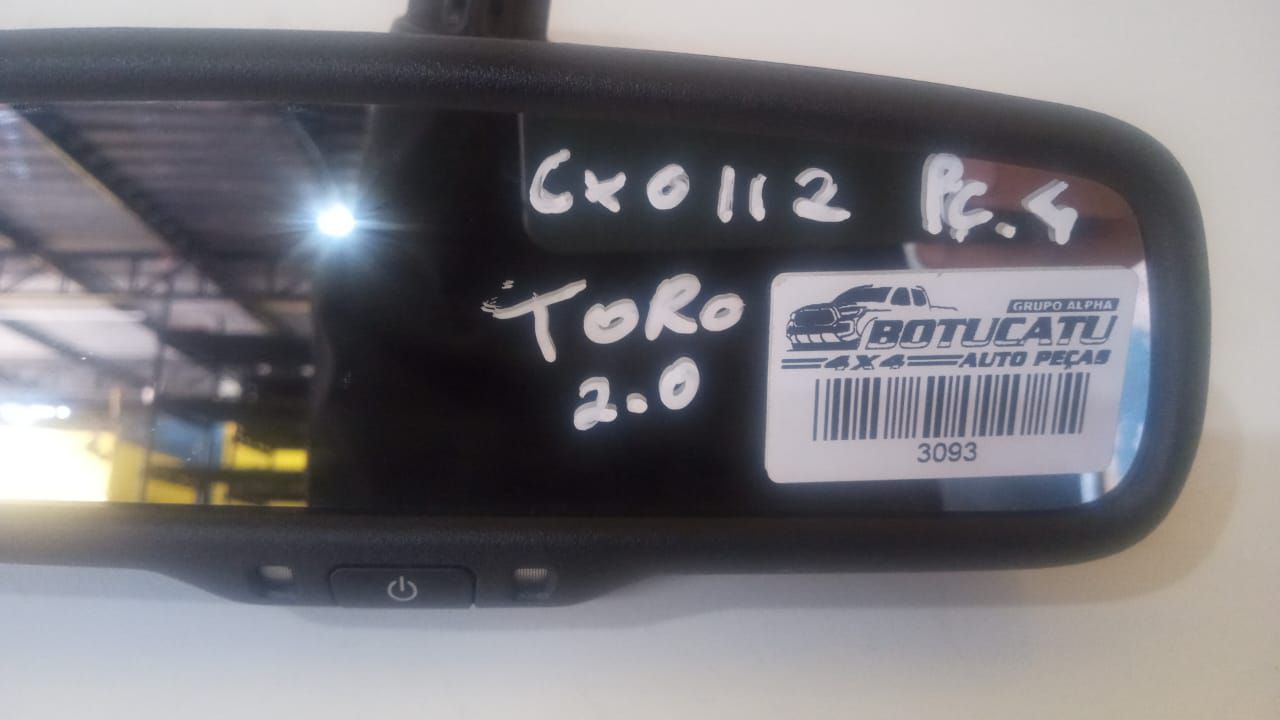 CX0112 PÇ.4
TORO
2.0
GRUPO ALPHA
BOTUCATU
4X4 AUTO PEÇAS
3093